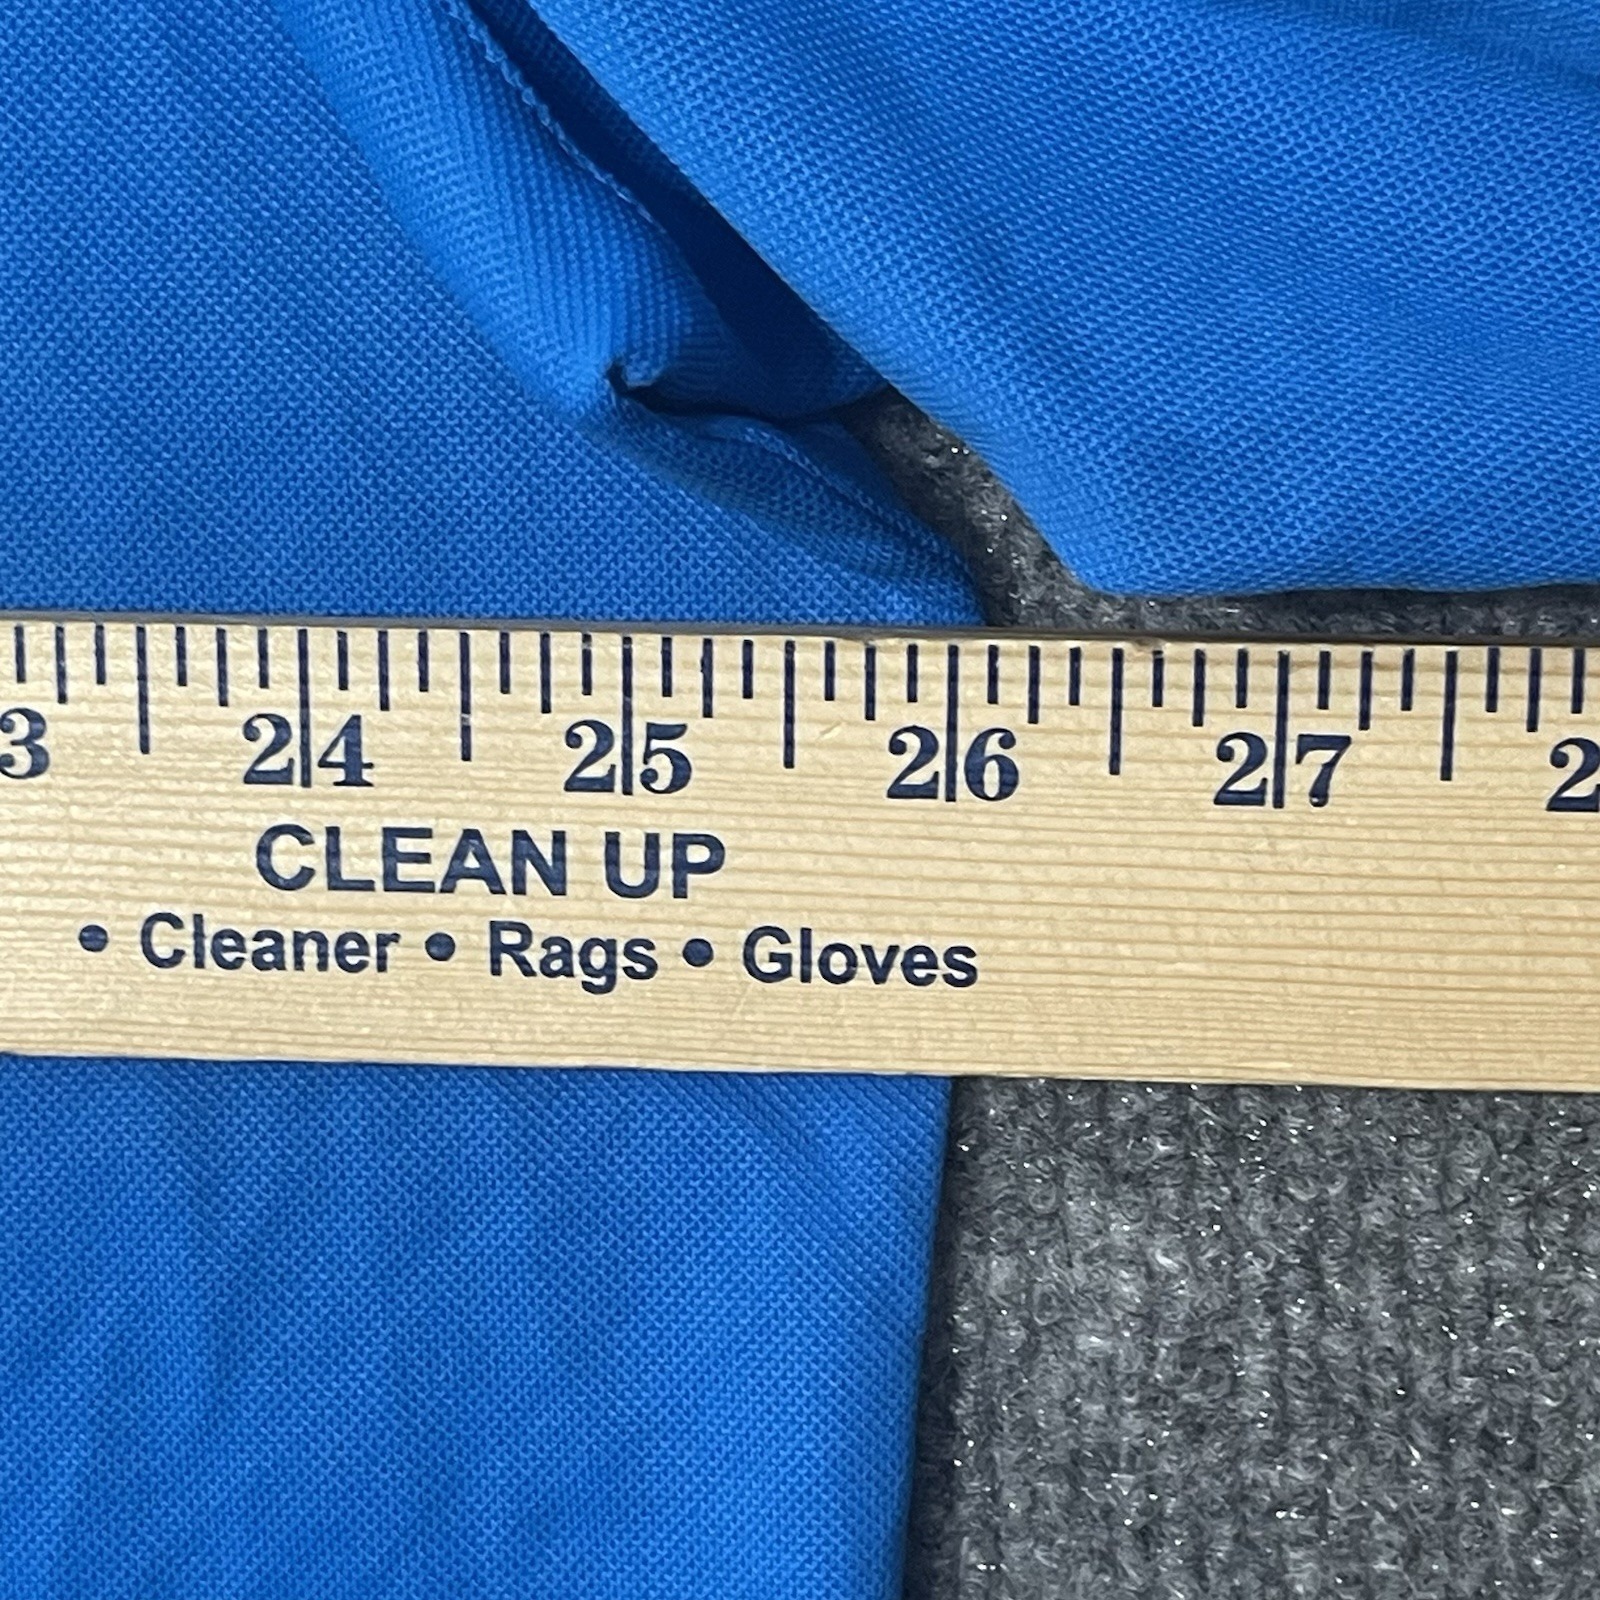 3 24 25 26 27 2
CLEAN UP
• Cleaner • Rags • Gloves